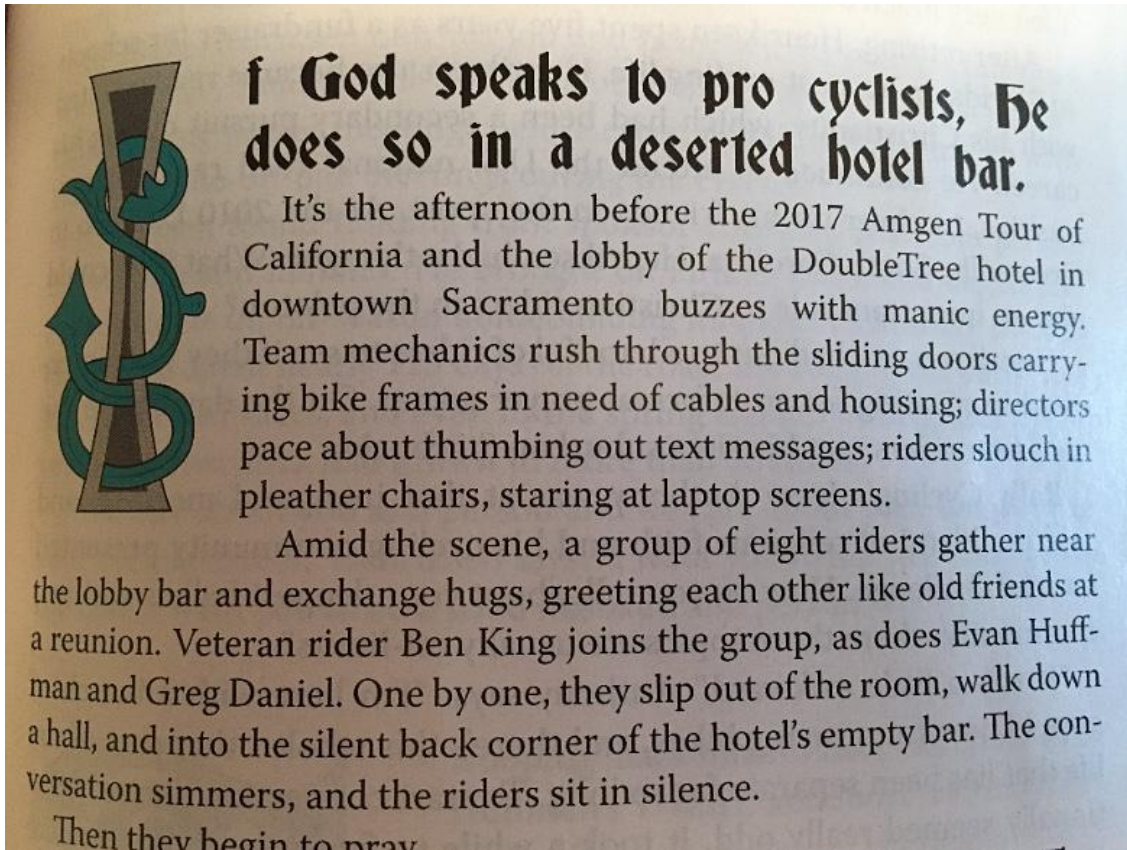 If God speaks to pro cyclists, He
does so in a deserted hotel bar.
It's the afternoon before the 2017 Amgen Tour of
California and the lobby of the DoubleTree hotel in
downtown Sacramento buzzes with manic energy.
Team mechanics rush through the sliding doors carry-
ing bike frames in need of cables and housing; directors
pace about thumbing out text messages; riders slouch in
pleather chairs, staring at laptop screens.
Amid the scene, a group of eight riders gather near
the lobby bar and exchange hugs, greeting each other like old friends at
a reunion. Veteran rider Ben King joins the group, as does Evan Huff-
man and Greg Daniel. One by one, they slip out of the room, walk down
a hall, and into the silent back corner of the hotel's empty bar. The con-
versation simmers, and the riders sit in silence.
Then they begin to pray